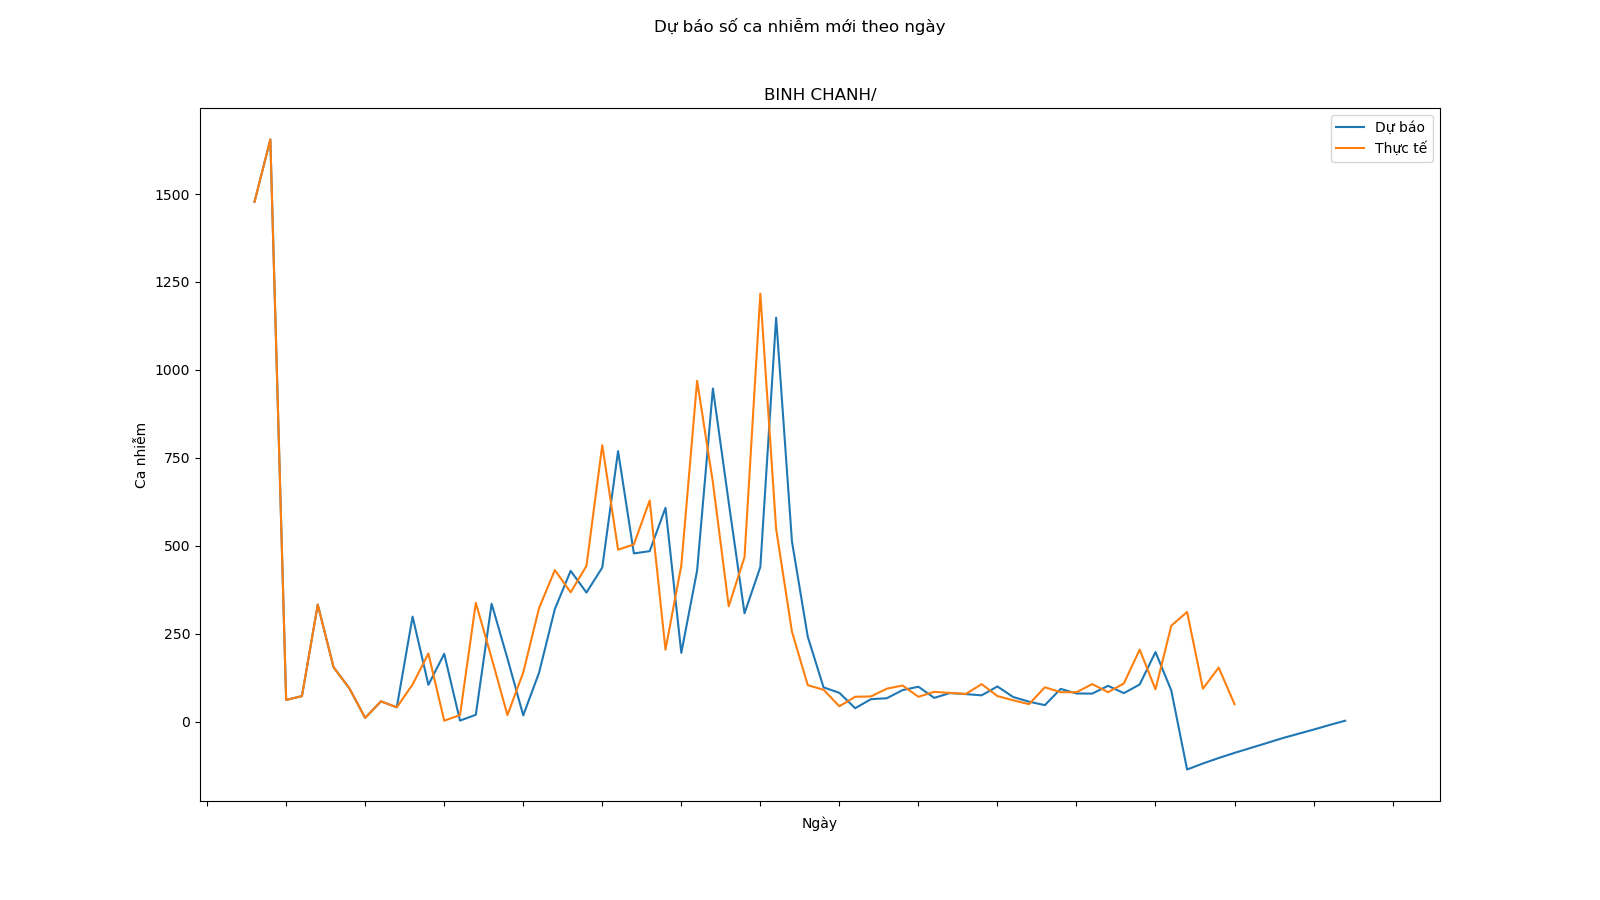 Dự báo số ca nhiễm mới theo ngày
BINH CHANH/
Dự báo
Thực tế
1500
1250
1000
750
500
250
0
Ca nhiễm
Ngày